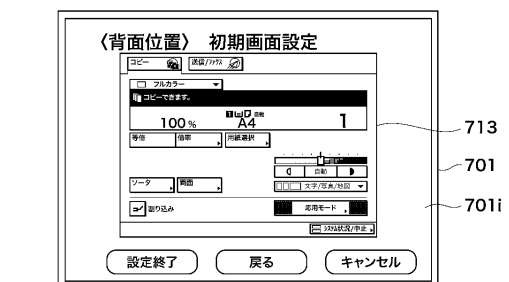 〈背面位置〉 初期画面設定
コピー 送信/ファクス
フルカラー
コピーできます。
100% A4 自動 1
等倍 倍率 用紙選択
自動
ソータ 両面 文字/写真/地図
割り込み 応用モード
システム状況/中止
設定終了 戻る キャンセル
713
701
701i